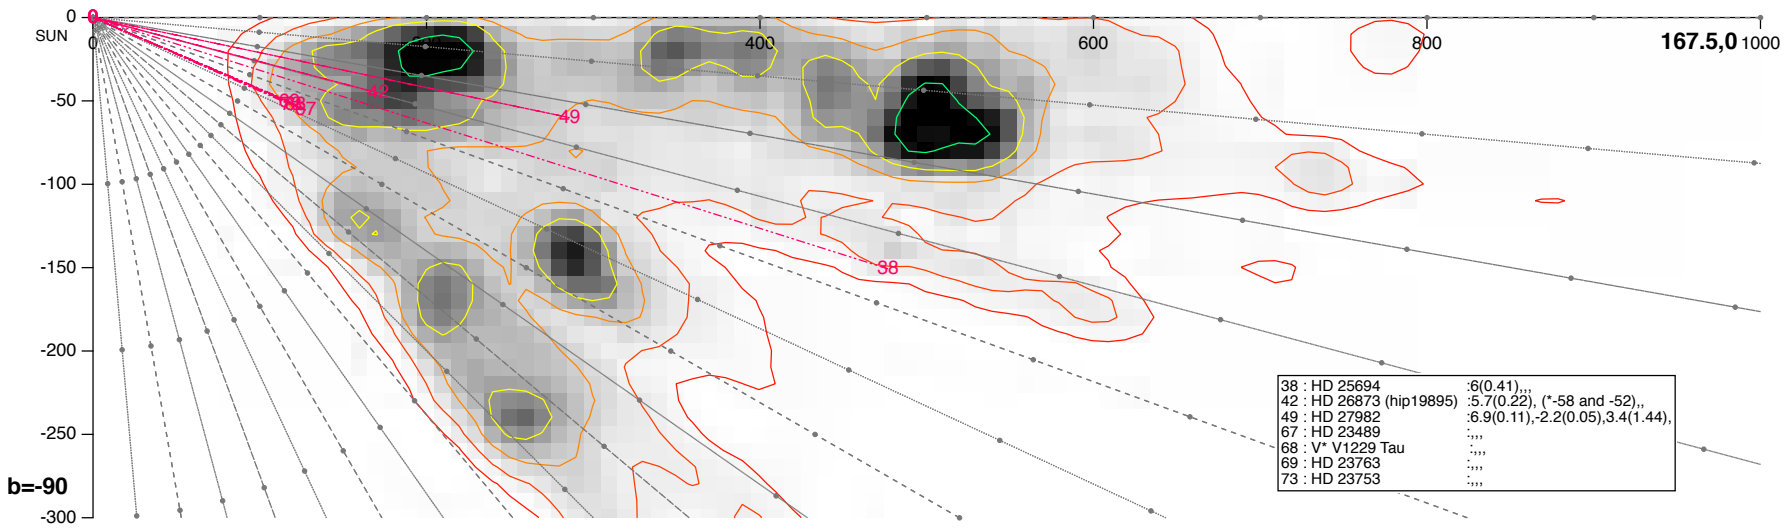 0
SUN
0
400
600
800
167.5,0
1000
-50
42
67
49
-100
-150
38
-200
-250
b=-90
-300
38 : HD 25694 :6(0.41),,,
42 : HD 26873 (hip19895) :5.7(0.22), (*-58 and -52),,
49 : HD 27982 :6.9(0.11),-2.2(0.05),3.4(1.44),
67 : HD 23489 :,,,
68 : V* V1229 Tau :,,,
69 : HD 23763 :,,,
73 : HD 23753 :,,,